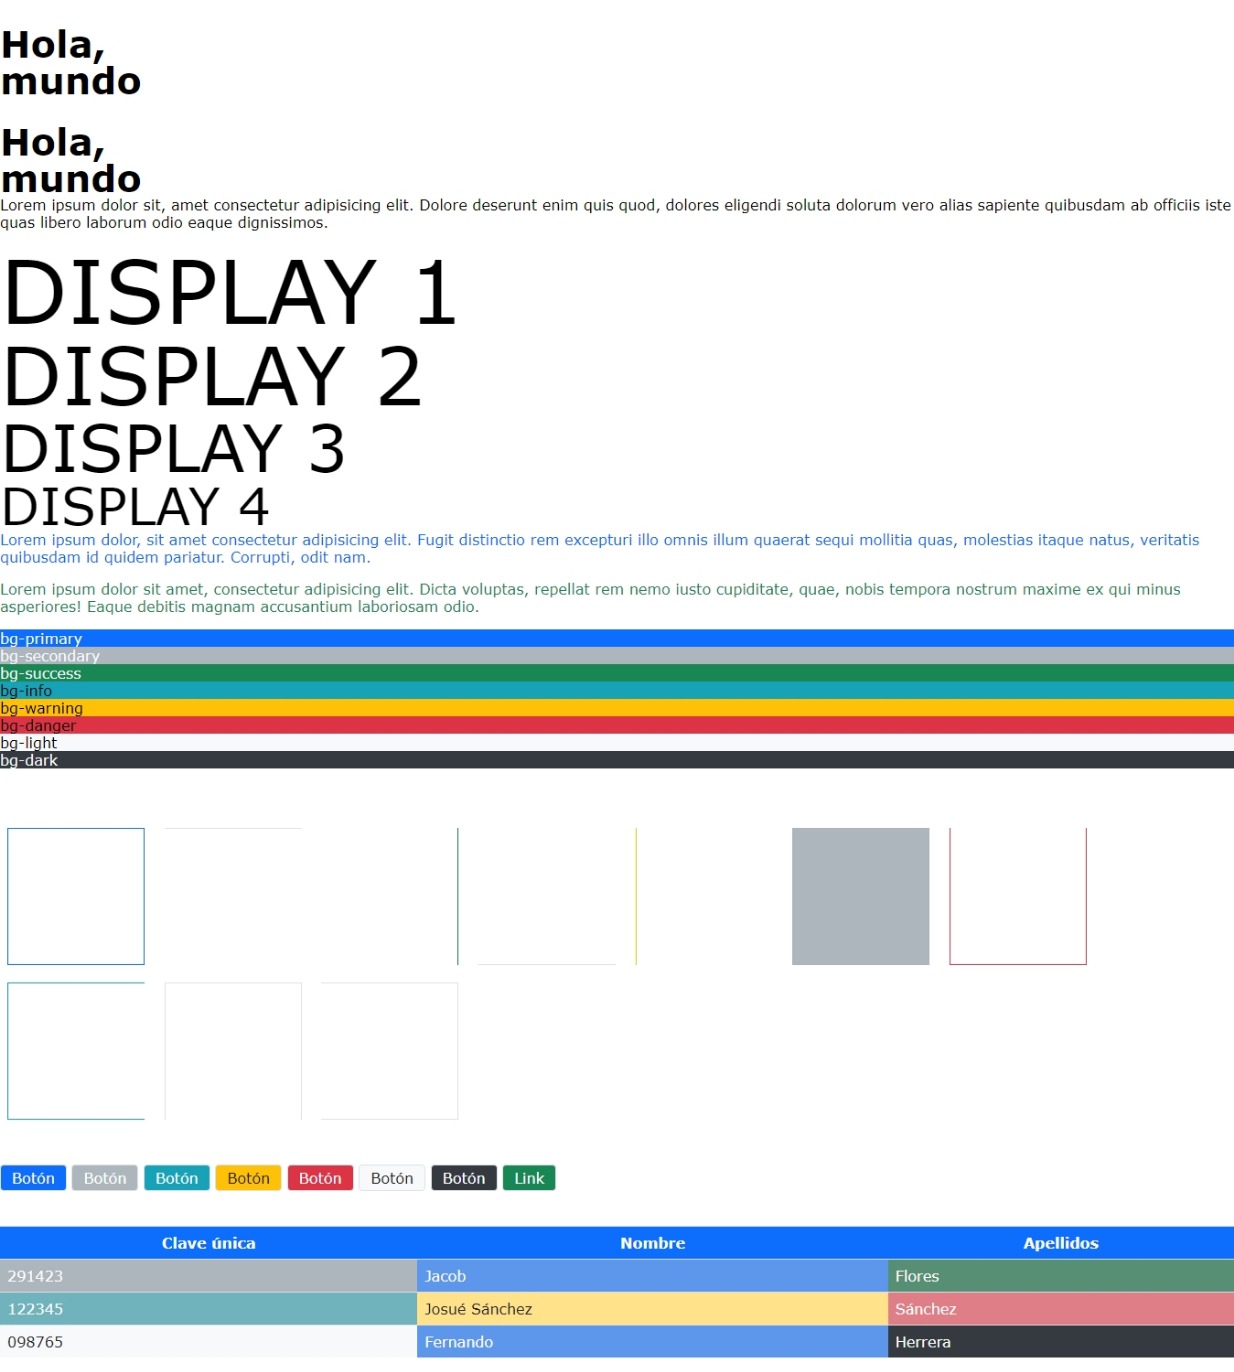 Hola,
mundo
Hola,
mundo
Lorem ipsum dolor sit, amet consectetur adipisicing elit. Dolore deserunt enim quis quod, dolores eligendi soluta dolorum vero alias sapiente quibusdam ab officiis iste
quas libero laborum odio eaque dignissimos.
DISPLAY 1
DISPLAY 2
DISPLAY 3
DISPLAY 4
Lorem ipsum dolor, sit amet consectetur adipisicing elit. Fugit distinctio rem excepturi illo omnis illum quaerat sequi mollitia quas, molestias itaque natus, veritatis
quibusdam id quidem pariatur. Corrupti, odit nam.
Lorem ipsum dolor sit amet, consectetur adipisicing elit. Dicta voluptas, repellat rem nemo iusto cupiditate, quae, nobis tempora nostrum maxime ex qui minus
asperiores! Eaque debitis magnam accusantium laboriosam odio.
bg-primary
bg-secondary
bg-success
bg-info
bg-warning
bg-danger
bg-light
bg-dark
Botón Botón Botón Botón Botón Botón Botón Link
Clave única Nombre Apellidos
291423 Jacob Flores
122345 Josué Sánchez Sánchez
098765 Fernando Herrera